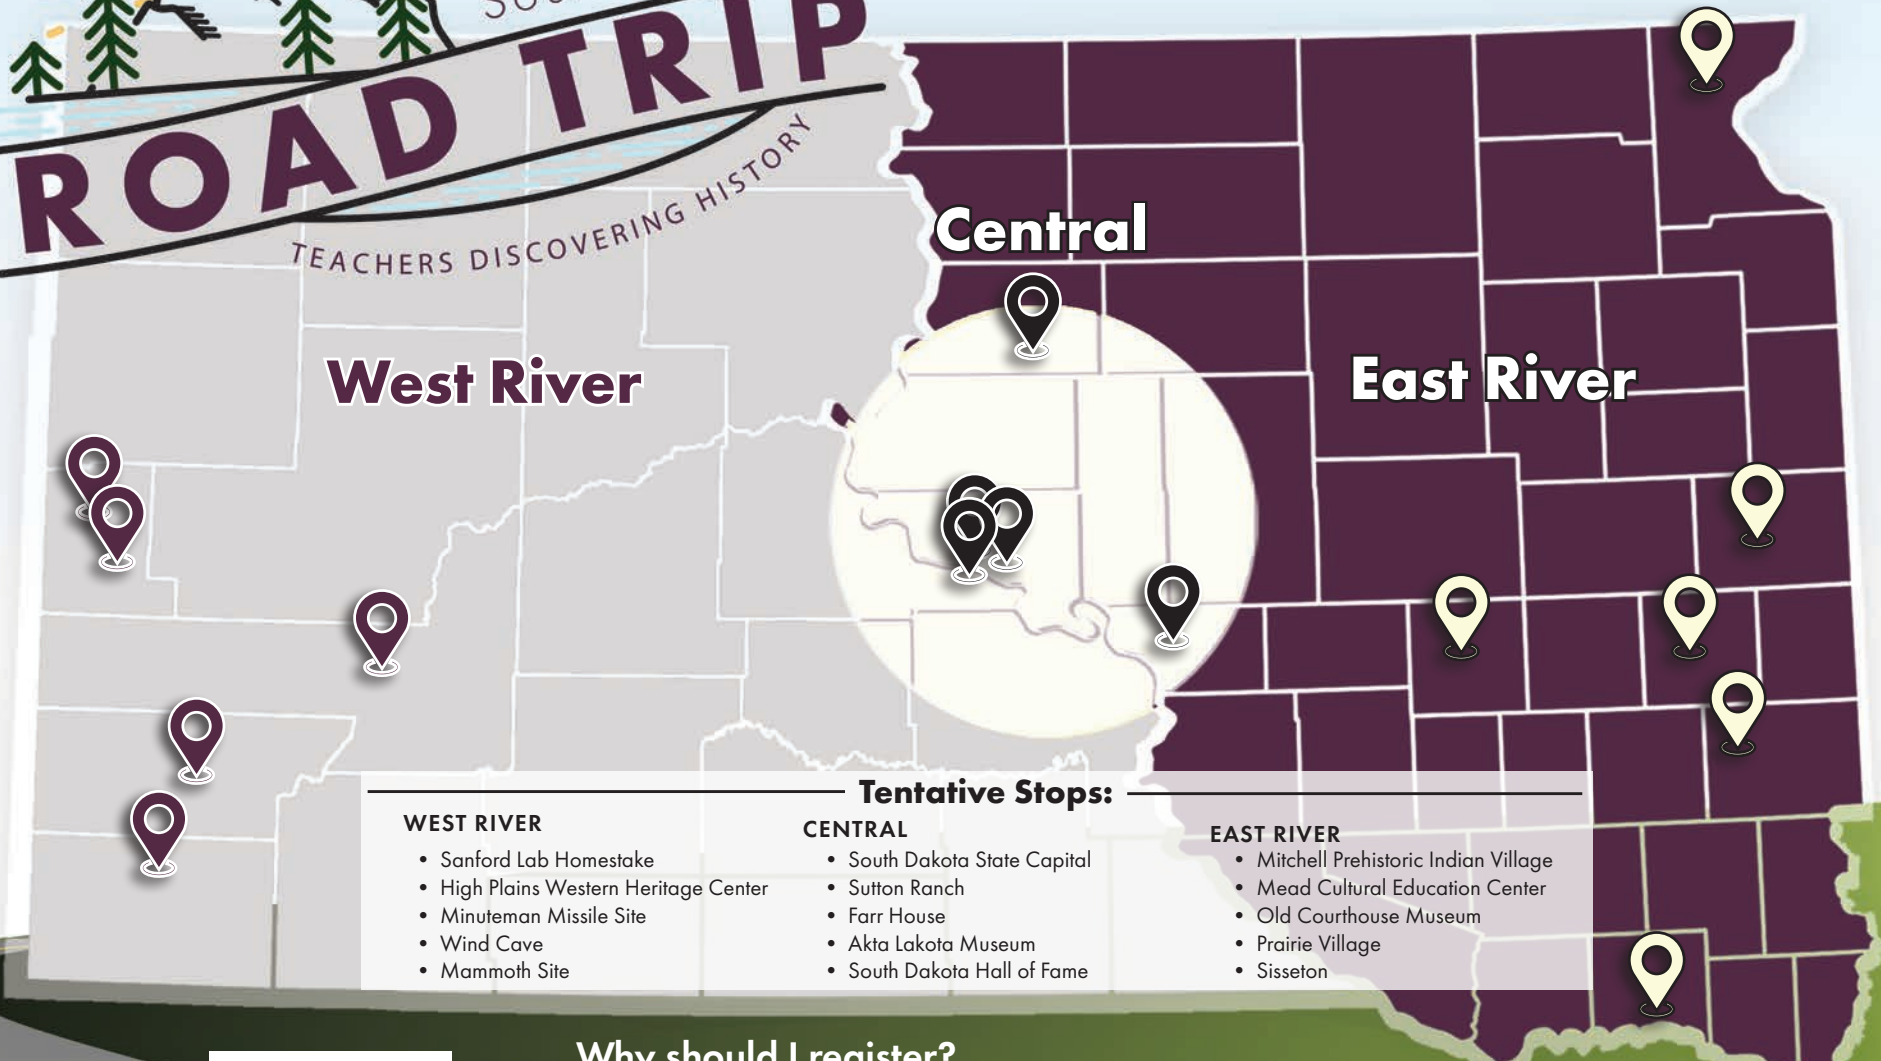 ROAD TRIP
TEACHERS DISCOVERING HISTORY
Central
West River
East River
Tentative Stops:
WEST RIVER
• Sanford Lab Homestake
• High Plains Western Heritage Center
• Minuteman Missile Site
• Wind Cave
• Mammoth Site
CENTRAL
• South Dakota State Capital
• Sutton Ranch
• Farr House
• Akta Lakota Museum
• South Dakota Hall of Fame
EAST RIVER
• Mitchell Prehistoric Indian Village
• Mead Cultural Education Center
• Old Courthouse Museum
• Prairie Village
• Sisseton
Why should I register?